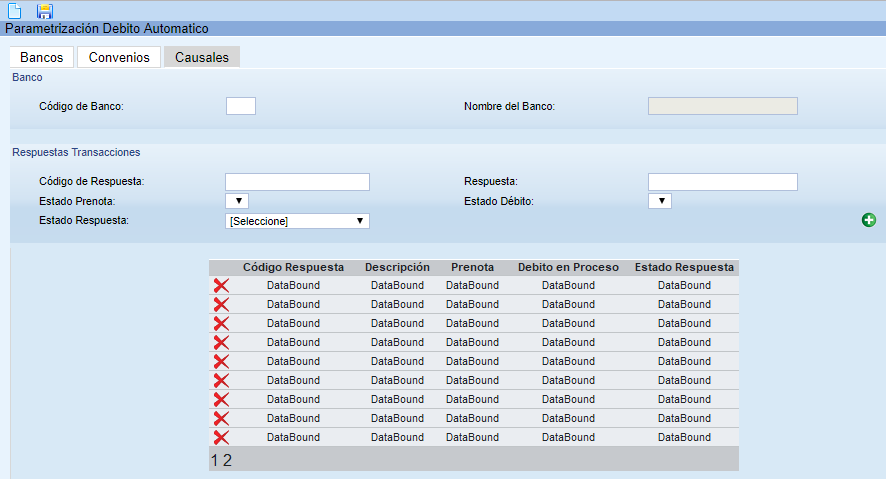 Parametrización Debito Automatico
Bancos Convenios Causales
Banco
Código de Banco: Nombre del Banco:
Respuestas Transacciones
Código de Respuesta: Respuesta:
Estado Prenota: Estado Débito:
Estado Respuesta: [Seleccione]
Código Respuesta Descripción Prenota Debito en Proceso Estado Respuesta
DataBound DataBound DataBound DataBound DataBound
DataBound DataBound DataBound DataBound DataBound
DataBound DataBound DataBound DataBound DataBound
DataBound DataBound DataBound DataBound DataBound
DataBound DataBound DataBound DataBound DataBound
DataBound DataBound DataBound DataBound DataBound
DataBound DataBound DataBound DataBound DataBound
DataBound DataBound DataBound DataBound DataBound
DataBound DataBound DataBound DataBound DataBound
1 2